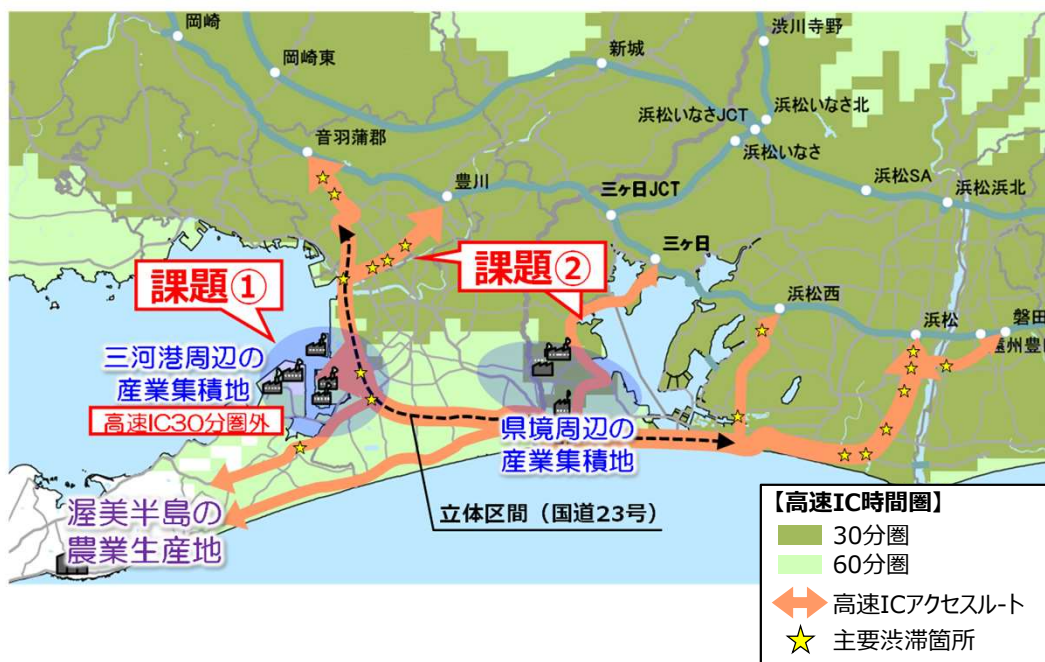 岡崎
渋川寺野
新城
岡崎東
浜松いなさ北
浜松いなさJCT
音羽蒲郡
浜松いなさ
豊川
浜松SA
浜松浜北
三ヶ日JCT
三ヶ日
課題①
課題②
浜松西
浜松
磐田
遠州豊田
三河港周辺の
産業集積地
高速IC30分圏外
県境周辺の
産業集積地
渥美半島の
農業生産地
立体区間（国道23号）
【高速IC時間圏】
30分圏
60分圏
高速ICアクセスルート
主要渋滞箇所